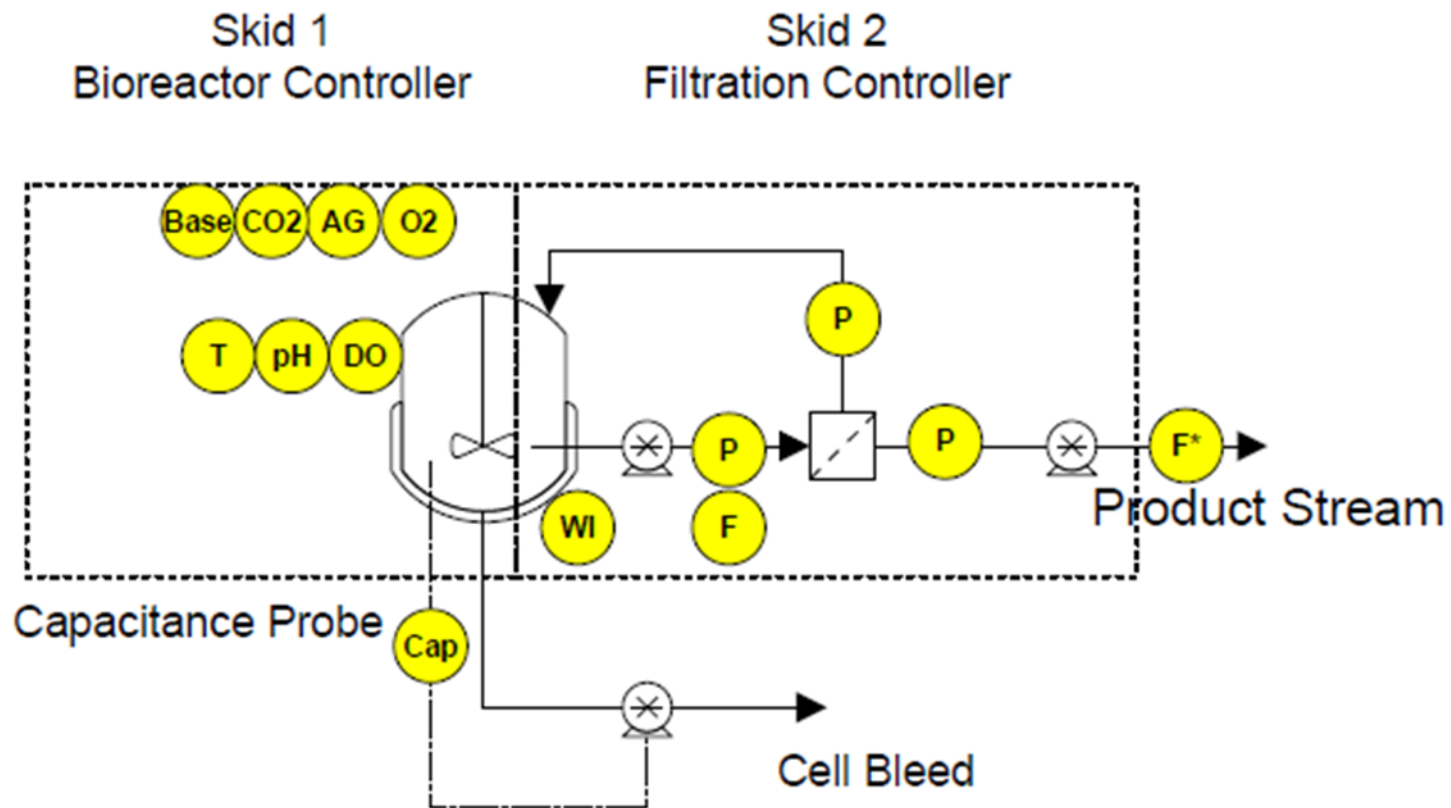 Skid 1
Bioreactor Controller
Skid 2
Filtration Controller
Base CO2 AG O2
P
T pH DO
P
P
F*
Product Stream
WI
F
Capacitance Probe
Cap
Cell Bleed